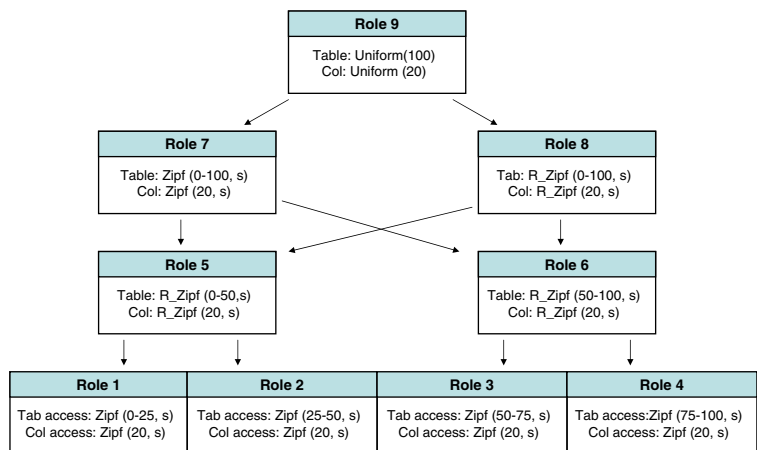 Role 9
Table: Uniform(100)
Col: Uniform (20)
Role 7
Table: Zipf (0-100, s)
Col: Zipf (20, s)
Role 8
Tab: R_Zipf (0-100, s)
Col: R_Zipf (20, s)
Role 5
Table: R_Zipf (0-50,s)
Col: R_Zipf (20, s)
Role 6
Table: R_Zipf (50-100, s)
Col: R_Zipf (20, s)
Role 1
Tab access: Zipf (0-25, s)
Col access: Zipf (20, s)
Role 2
Tab access: Zipf (25-50, s)
Col access: Zipf (20, s)
Role 3
Tab access: Zipf (50-75, s)
Col access: Zipf (20, s)
Role 4
Tab access:Zipf (75-100, s)
Col access: Zipf (20, s)